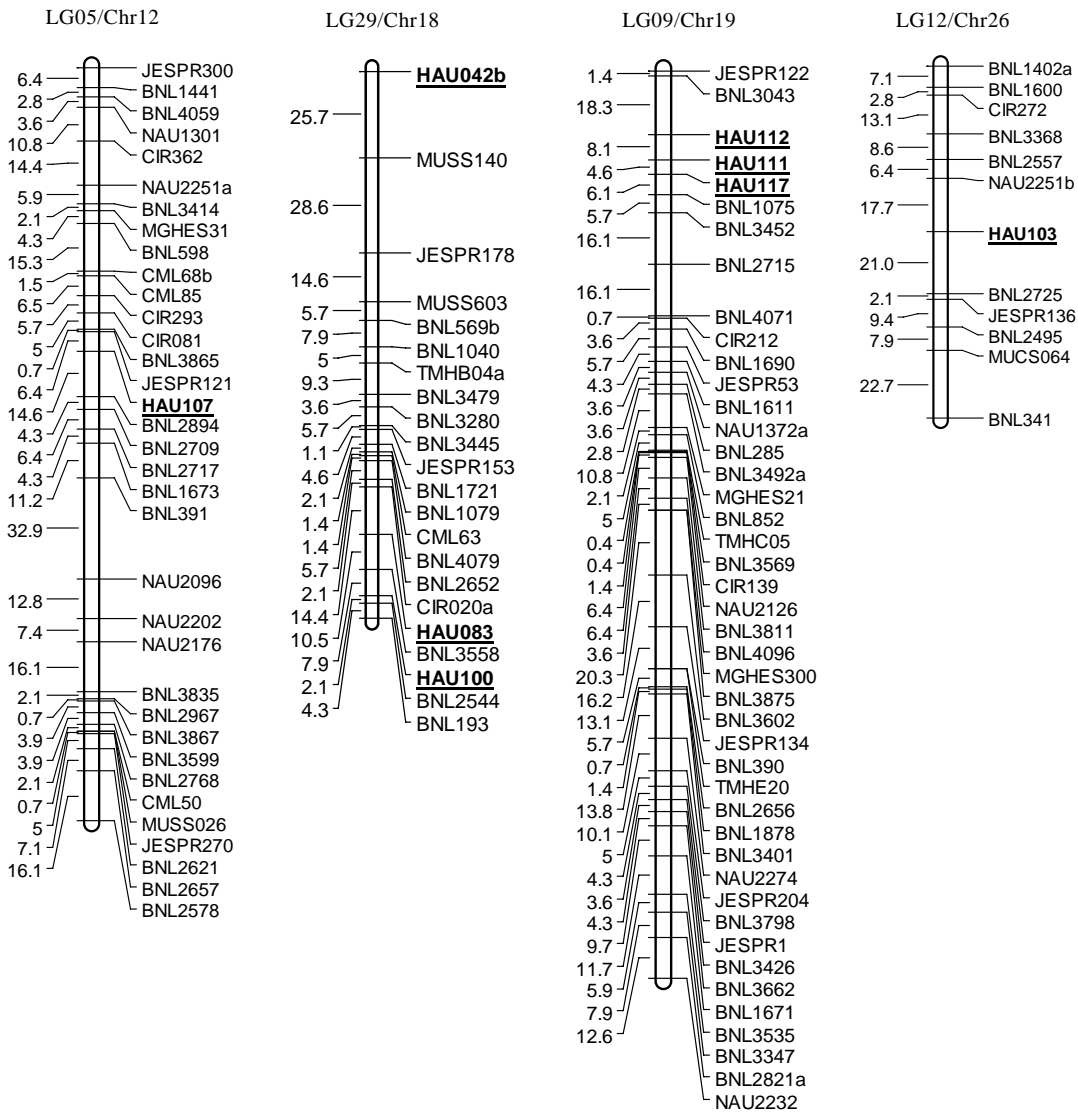 LG05/Chr12
6.4
2.8
3.6
10.8
14.4
5.9
2.1
4.3
15.3
1.5
6.5
5.7
5
0.7
6.4
14.6
4.3
6.4
4.3
11.2
32.9
12.8
7.4
16.1
2.1
0.7
3.9
3.9
2.1
0.7
5
7.1
16.1
JESPR300
BNL1441
BNL4059
NAU1301
CIR362
NAU2251a
BNL3414
MGHES31
BNL598
CML68b
CML85
CIR293
CIR081
BNL3865
JESPR121
HAU107
BNL2894
BNL2709
BNL2717
BNL1673
BNL391
NAU2096
NAU2202
NAU2176
BNL3835
BNL2967
BNL3867
BNL3599
BNL2768
CML50
MUSS026
JESPR270
BNL2621
BNL2657
BNL2578
LG29/Chr18
25.7
28.6
14.6
5.7
7.9
5
9.3
3.6
5.7
1.1
4.6
2.1
1.4
1.4
5.7
2.1
14.4
10.5
7.9
2.1
4.3
HAU042b
MUSS140
JESPR178
MUSS603
BNL569b
BNL1040
TMHB04a
BNL3479
BNL3280
BNL3445
JESPR153
BNL1721
BNL1079
CML63
BNL4079
BNL2652
CIR020a
HAU083
BNL3558
HAU100
BNL2544
BNL193
LG09/Chr19
1.4
18.3
8.1
4.6
6.1
5.7
16.1
16.1
0.7
3.6
5.7
4.3
3.6
3.6
2.8
10.8
2.1
5
0.4
0.4
1.4
6.4
6.4
3.6
20.3
16.2
13.1
5.7
0.7
1.4
13.8
10.1
5
4.3
3.6
4.3
9.7
11.7
5.9
7.9
12.6
JESPR122
BNL3043
HAU112
HAU111
HAU117
BNL1075
BNL3452
BNL2715
BNL4071
CIR212
BNL1690
JESPR53
BNL1611
NAU1372a
BNL285
BNL3492a
MGHES21
BNL852
TMHC05
BNL3569
CIR139
NAU2126
BNL3811
BNL4096
MGHES300
BNL3875
BNL3602
JESPR134
BNL390
TMHE20
BNL2656
BNL1878
BNL3401
NAU2274
JESPR204
BNL3798
JESPR1
BNL3426
BNL3662
BNL1671
BNL3535
BNL3347
BNL2821a
NAU2232
LG12/Chr26
7.1
2.8
13.1
8.6
6.4
17.7
21.0
2.1
9.4
7.9
22.7
BNL1402a
BNL1600
CIR272
BNL3368
BNL2557
NAU2251b
HAU103
BNL2725
JESPR136
BNL2495
MUCS064
BNL341